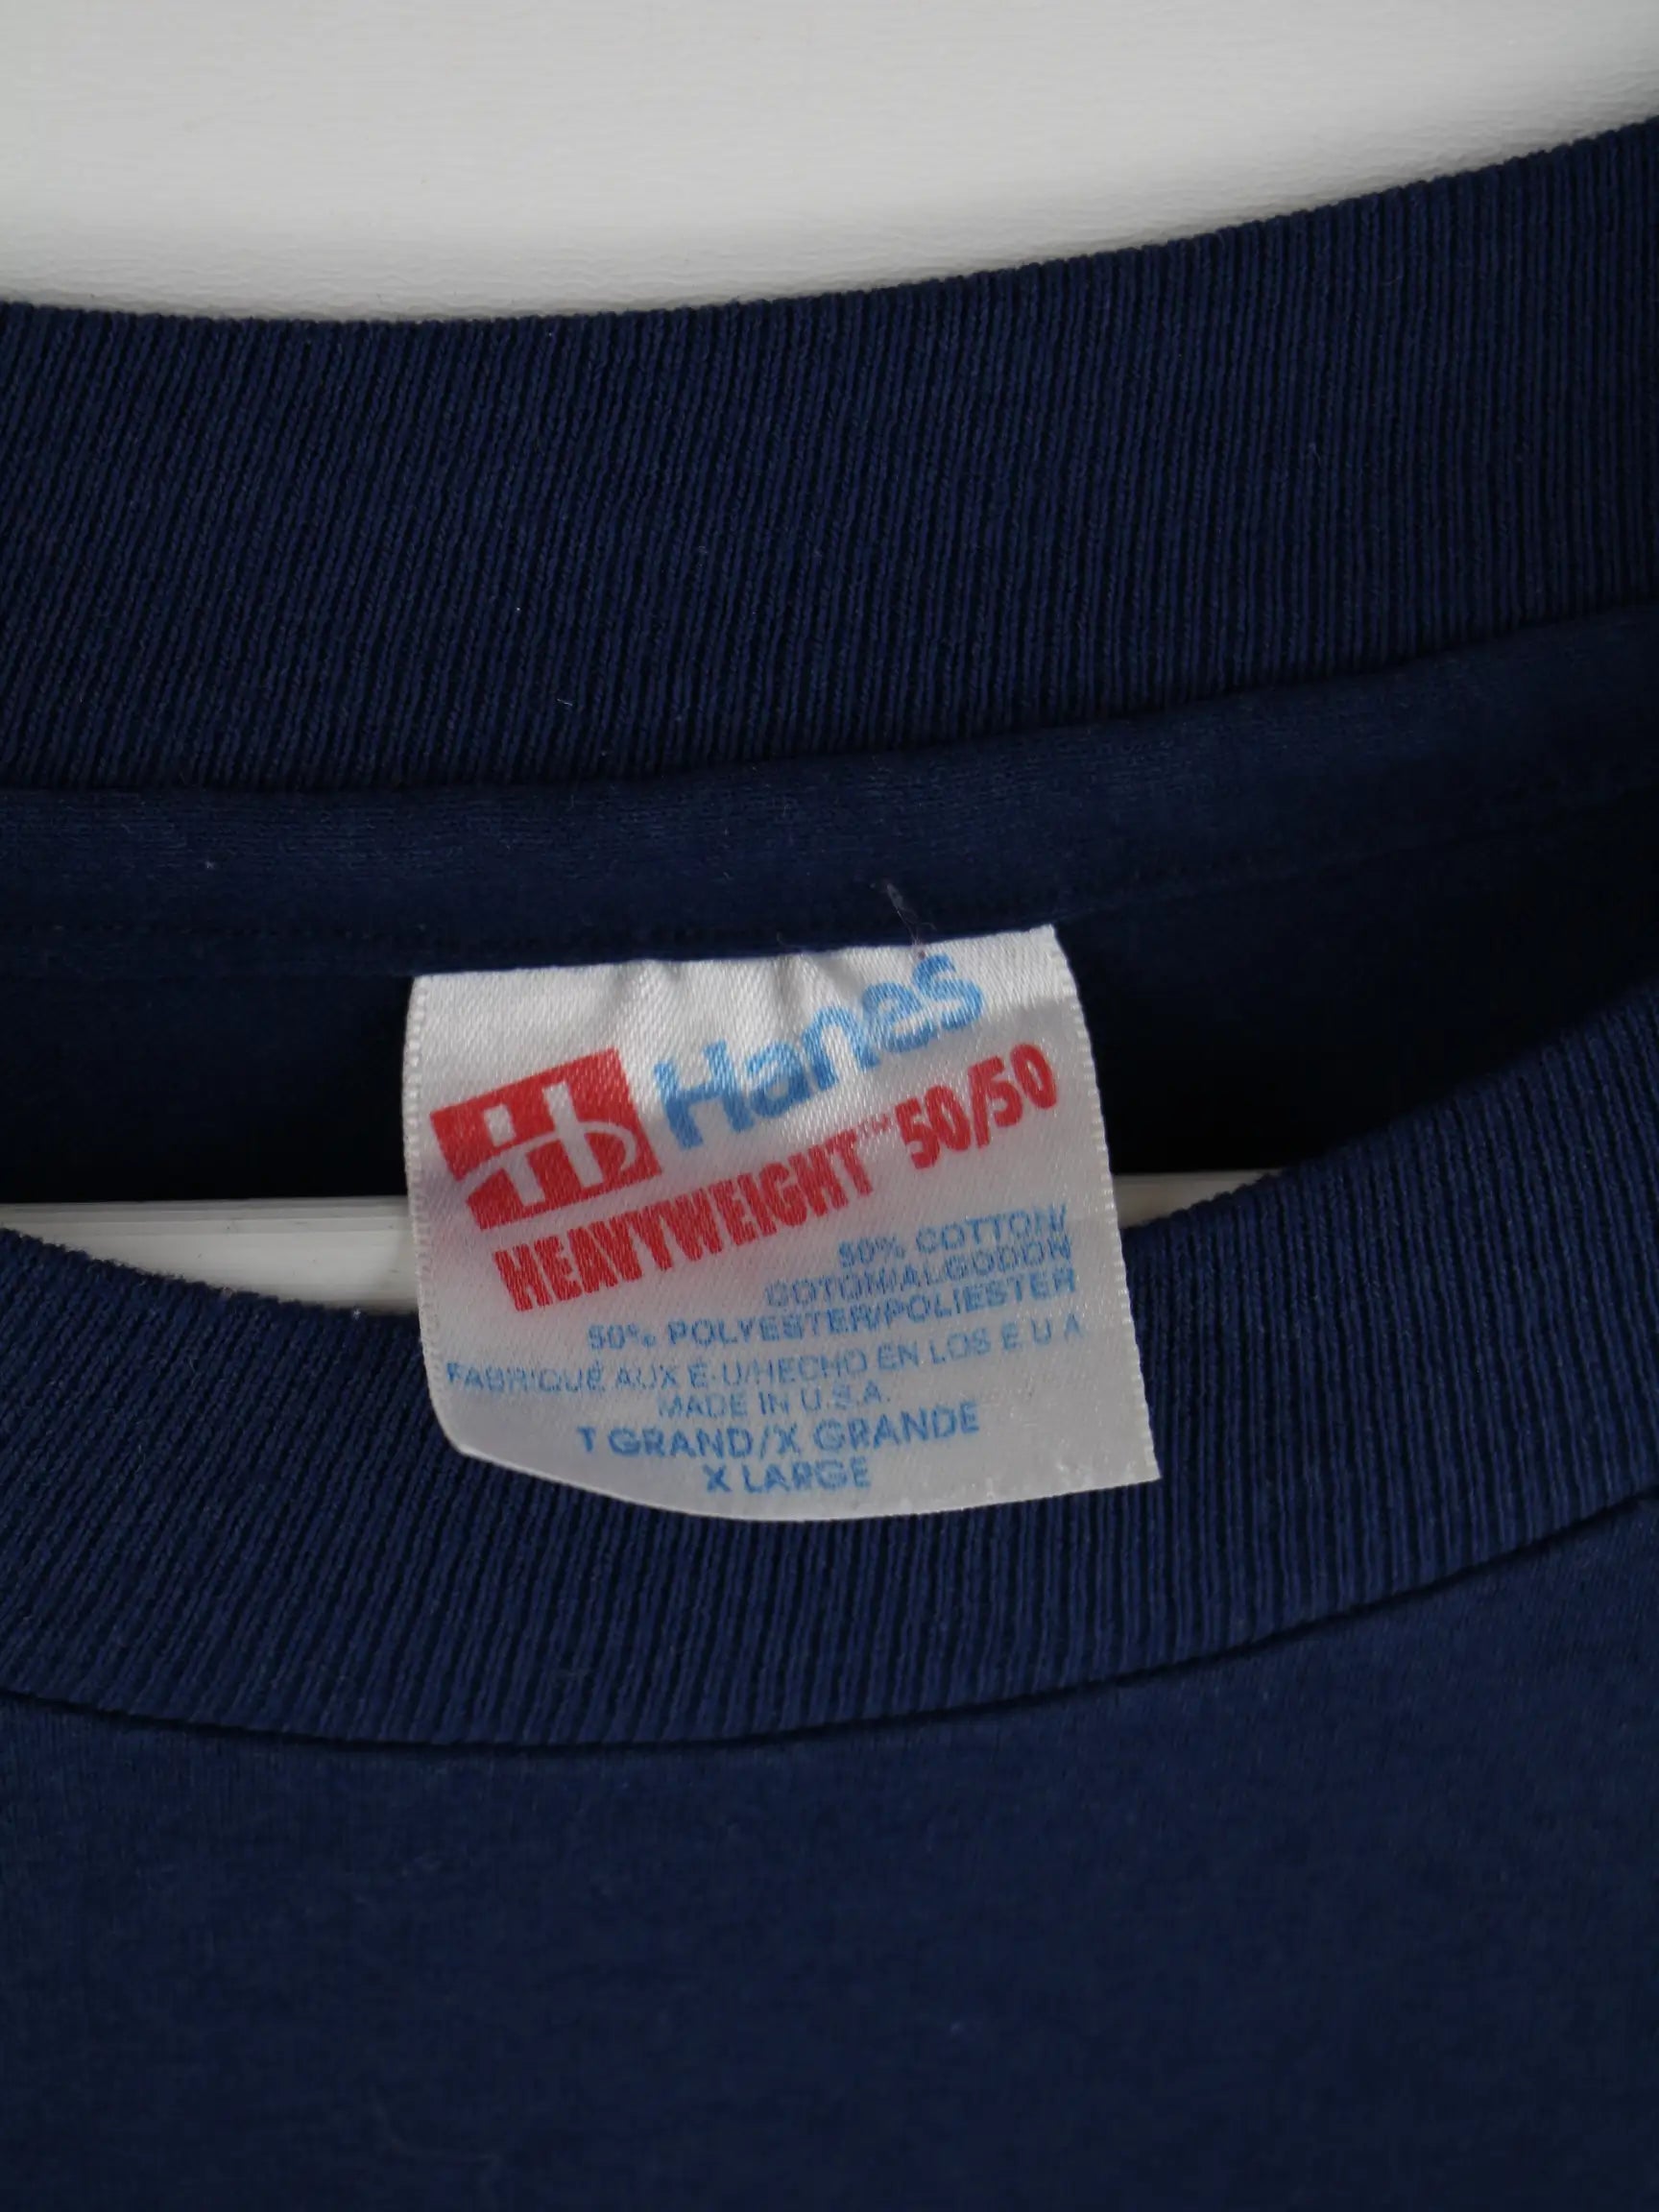 Hanes
HEAVYWEIGHT™ 50/50
50% COTTON/
COTON/ALGODON
50% POLYESTER/POLIESTER
FABRIQUÉ AUX É-U/HECHO EN LOS E U A
MADE IN U.S.A.
T GRAND/X GRANDE
X LARGE